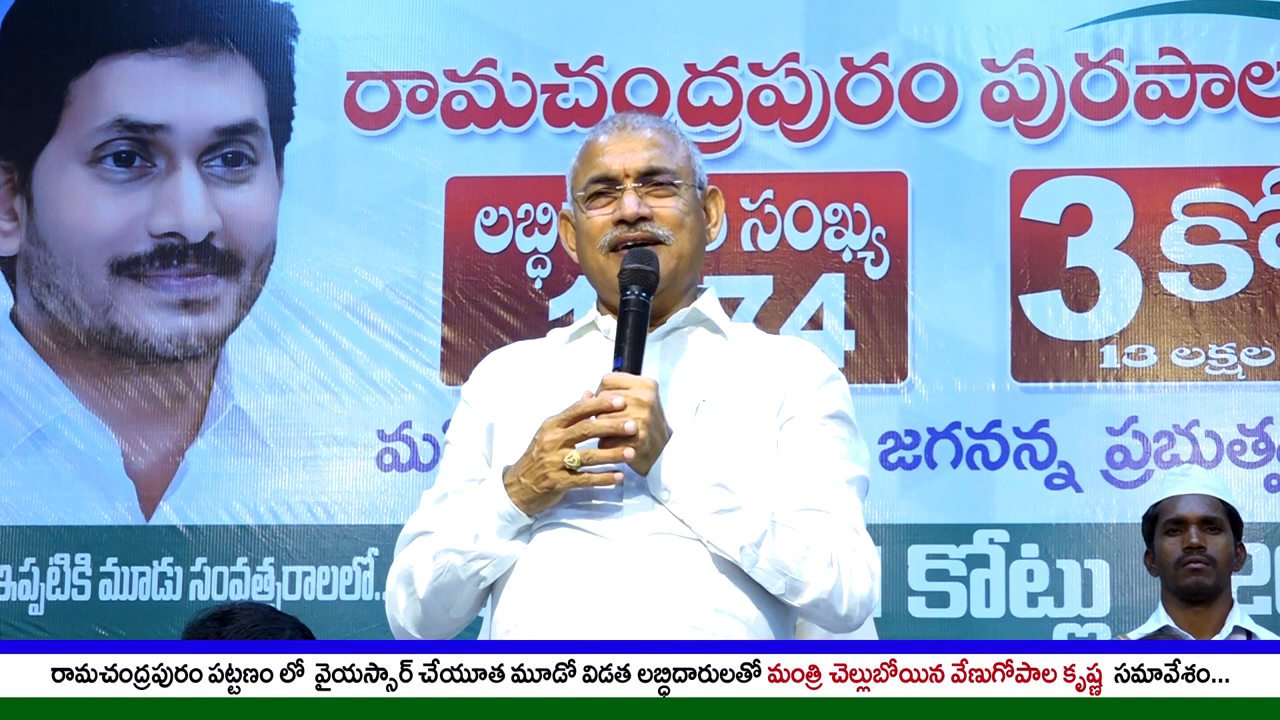 రామచంద్రపురం పురపాల
సంఖ్య
3 కో
13 లక్షల
జగనన్న ప్రభుత్వ
ఇప్పటికి మూడు సంవత్సరాలలో..
కోట్లు
రామచంద్రపురం పట్టణం లో వైయస్సార్ చేయూత మూడో విడత లబ్ధిదారులతో మంత్రి చెల్లుబోయిన వేణుగోపాల కృష్ణ సమావేశం...